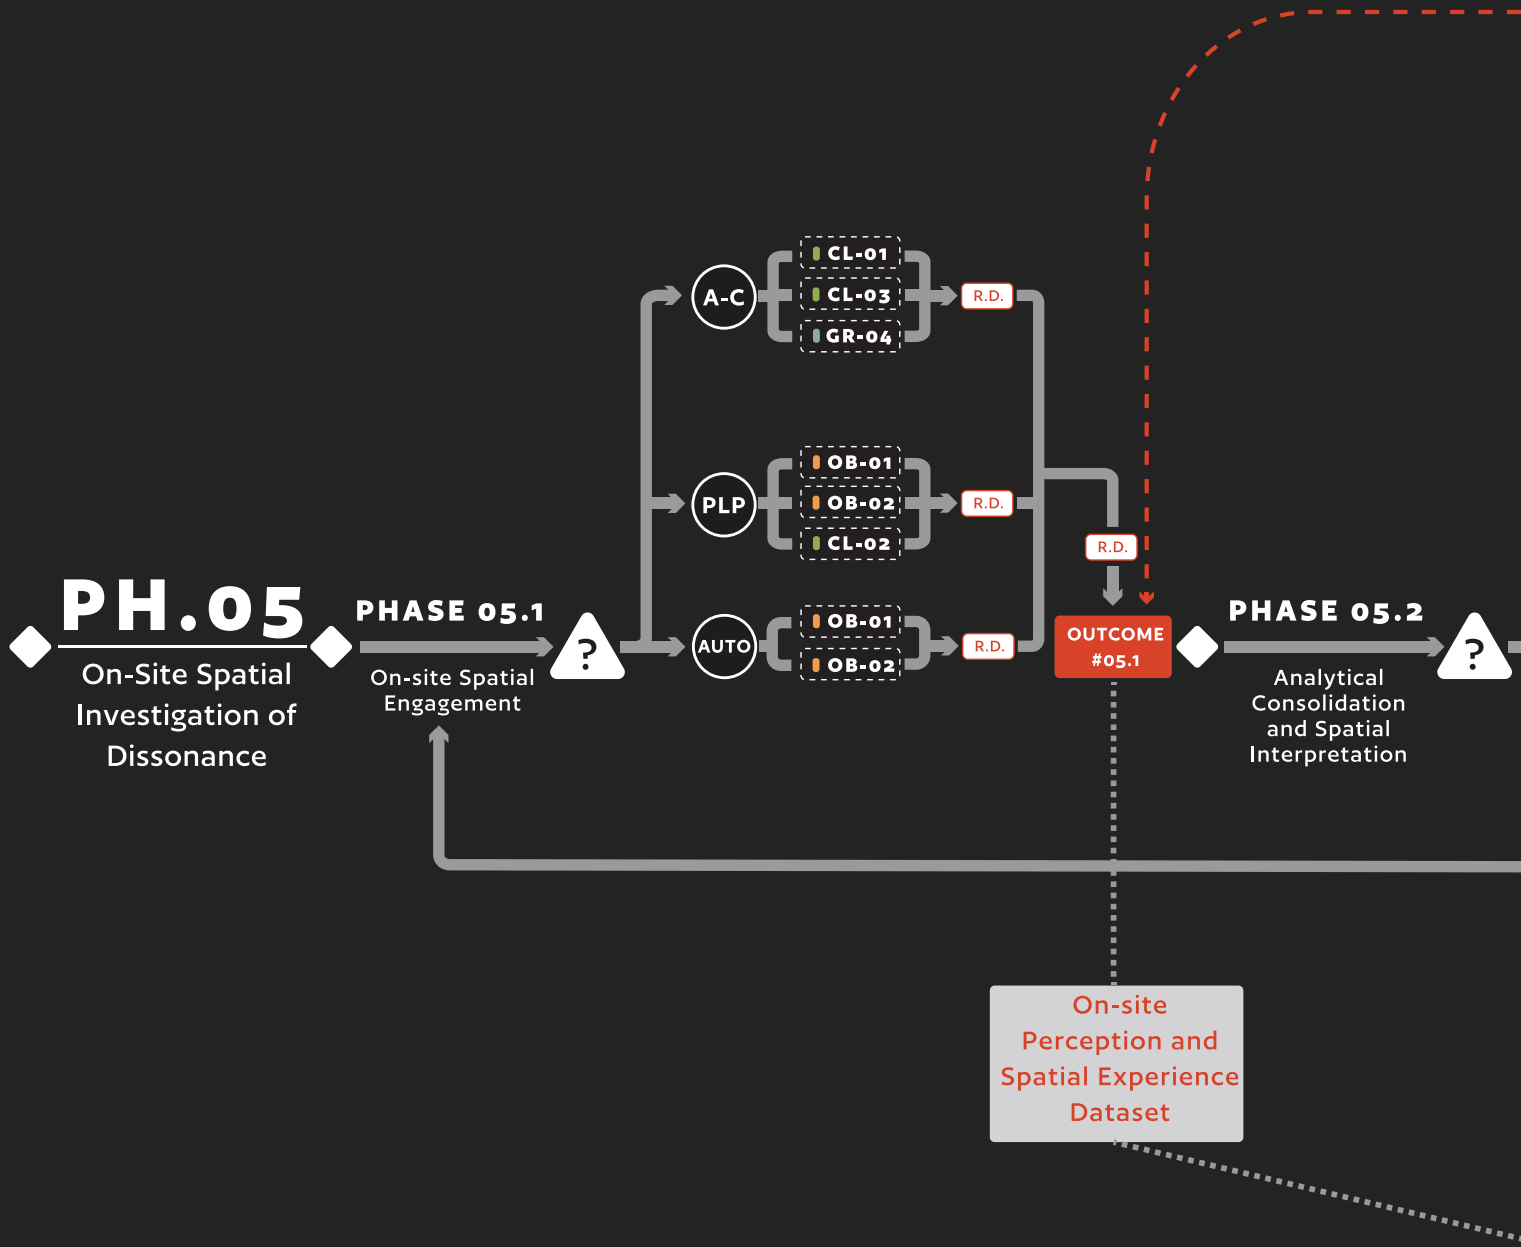 PH.05
On-Site Spatial
Investigation of
Dissonance
PHASE 05.1
On-site Spatial
Engagement
?
A-C
CL-01
CL-03
GR-04
R.D.
PLP
OB-01
OB-02
CL-02
R.D.
AUTO
OB-01
OB-02
R.D.
R.D.
OUTCOME
#05.1
On-site
Perception and
Spatial Experience
Dataset
PHASE 05.2
Analytical
Consolidation
and Spatial
Interpretation
?